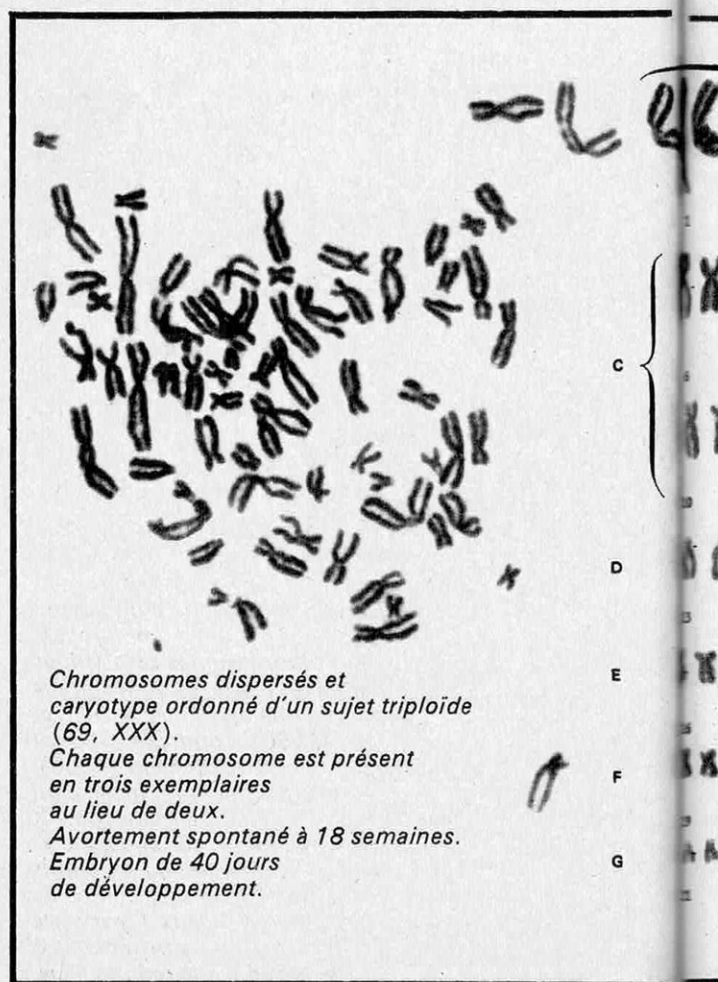 Chromosomes dispersés et
caryotype ordonné d'un sujet triploïde
(69, XXX).
Chaque chromosome est présent
en trois exemplaires
au lieu de deux.
Avortement spontané à 18 semaines.
Embryon de 40 jours
de développement.
C
D
E
F
G